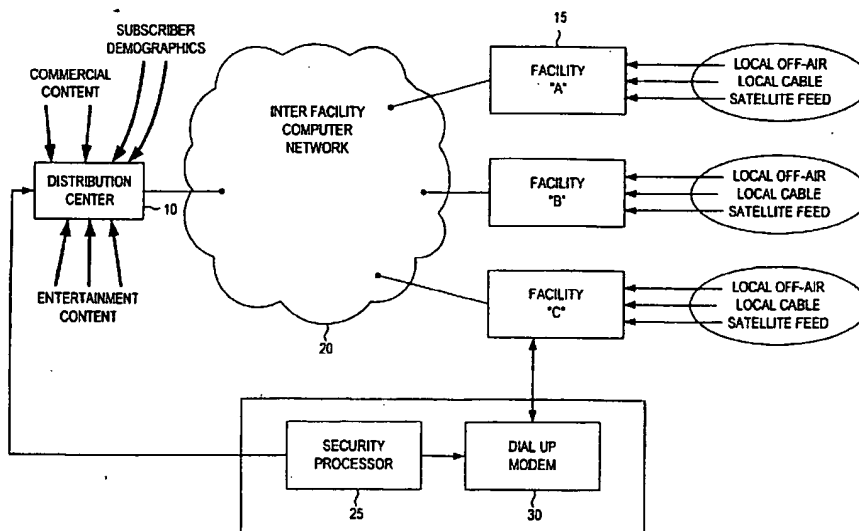 SUBSCRIBER
DEMOGRAPHICS
COMMERCIAL
CONTENT
DISTRIBUTION
CENTER
10
ENTERTAINMENT
CONTENT
INTER FACILITY
COMPUTER
NETWORK
20
15
FACILITY
"A"
LOCAL OFF-AIR
LOCAL CABLE
SATELLITE FEED
FACILITY
"B"
LOCAL OFF-AIR
LOCAL CABLE
SATELLITE FEED
FACILITY
"C"
LOCAL OFF-AIR
LOCAL CABLE
SATELLITE FEED
SECURITY
PROCESSOR
25
DIAL UP
MODEM
30